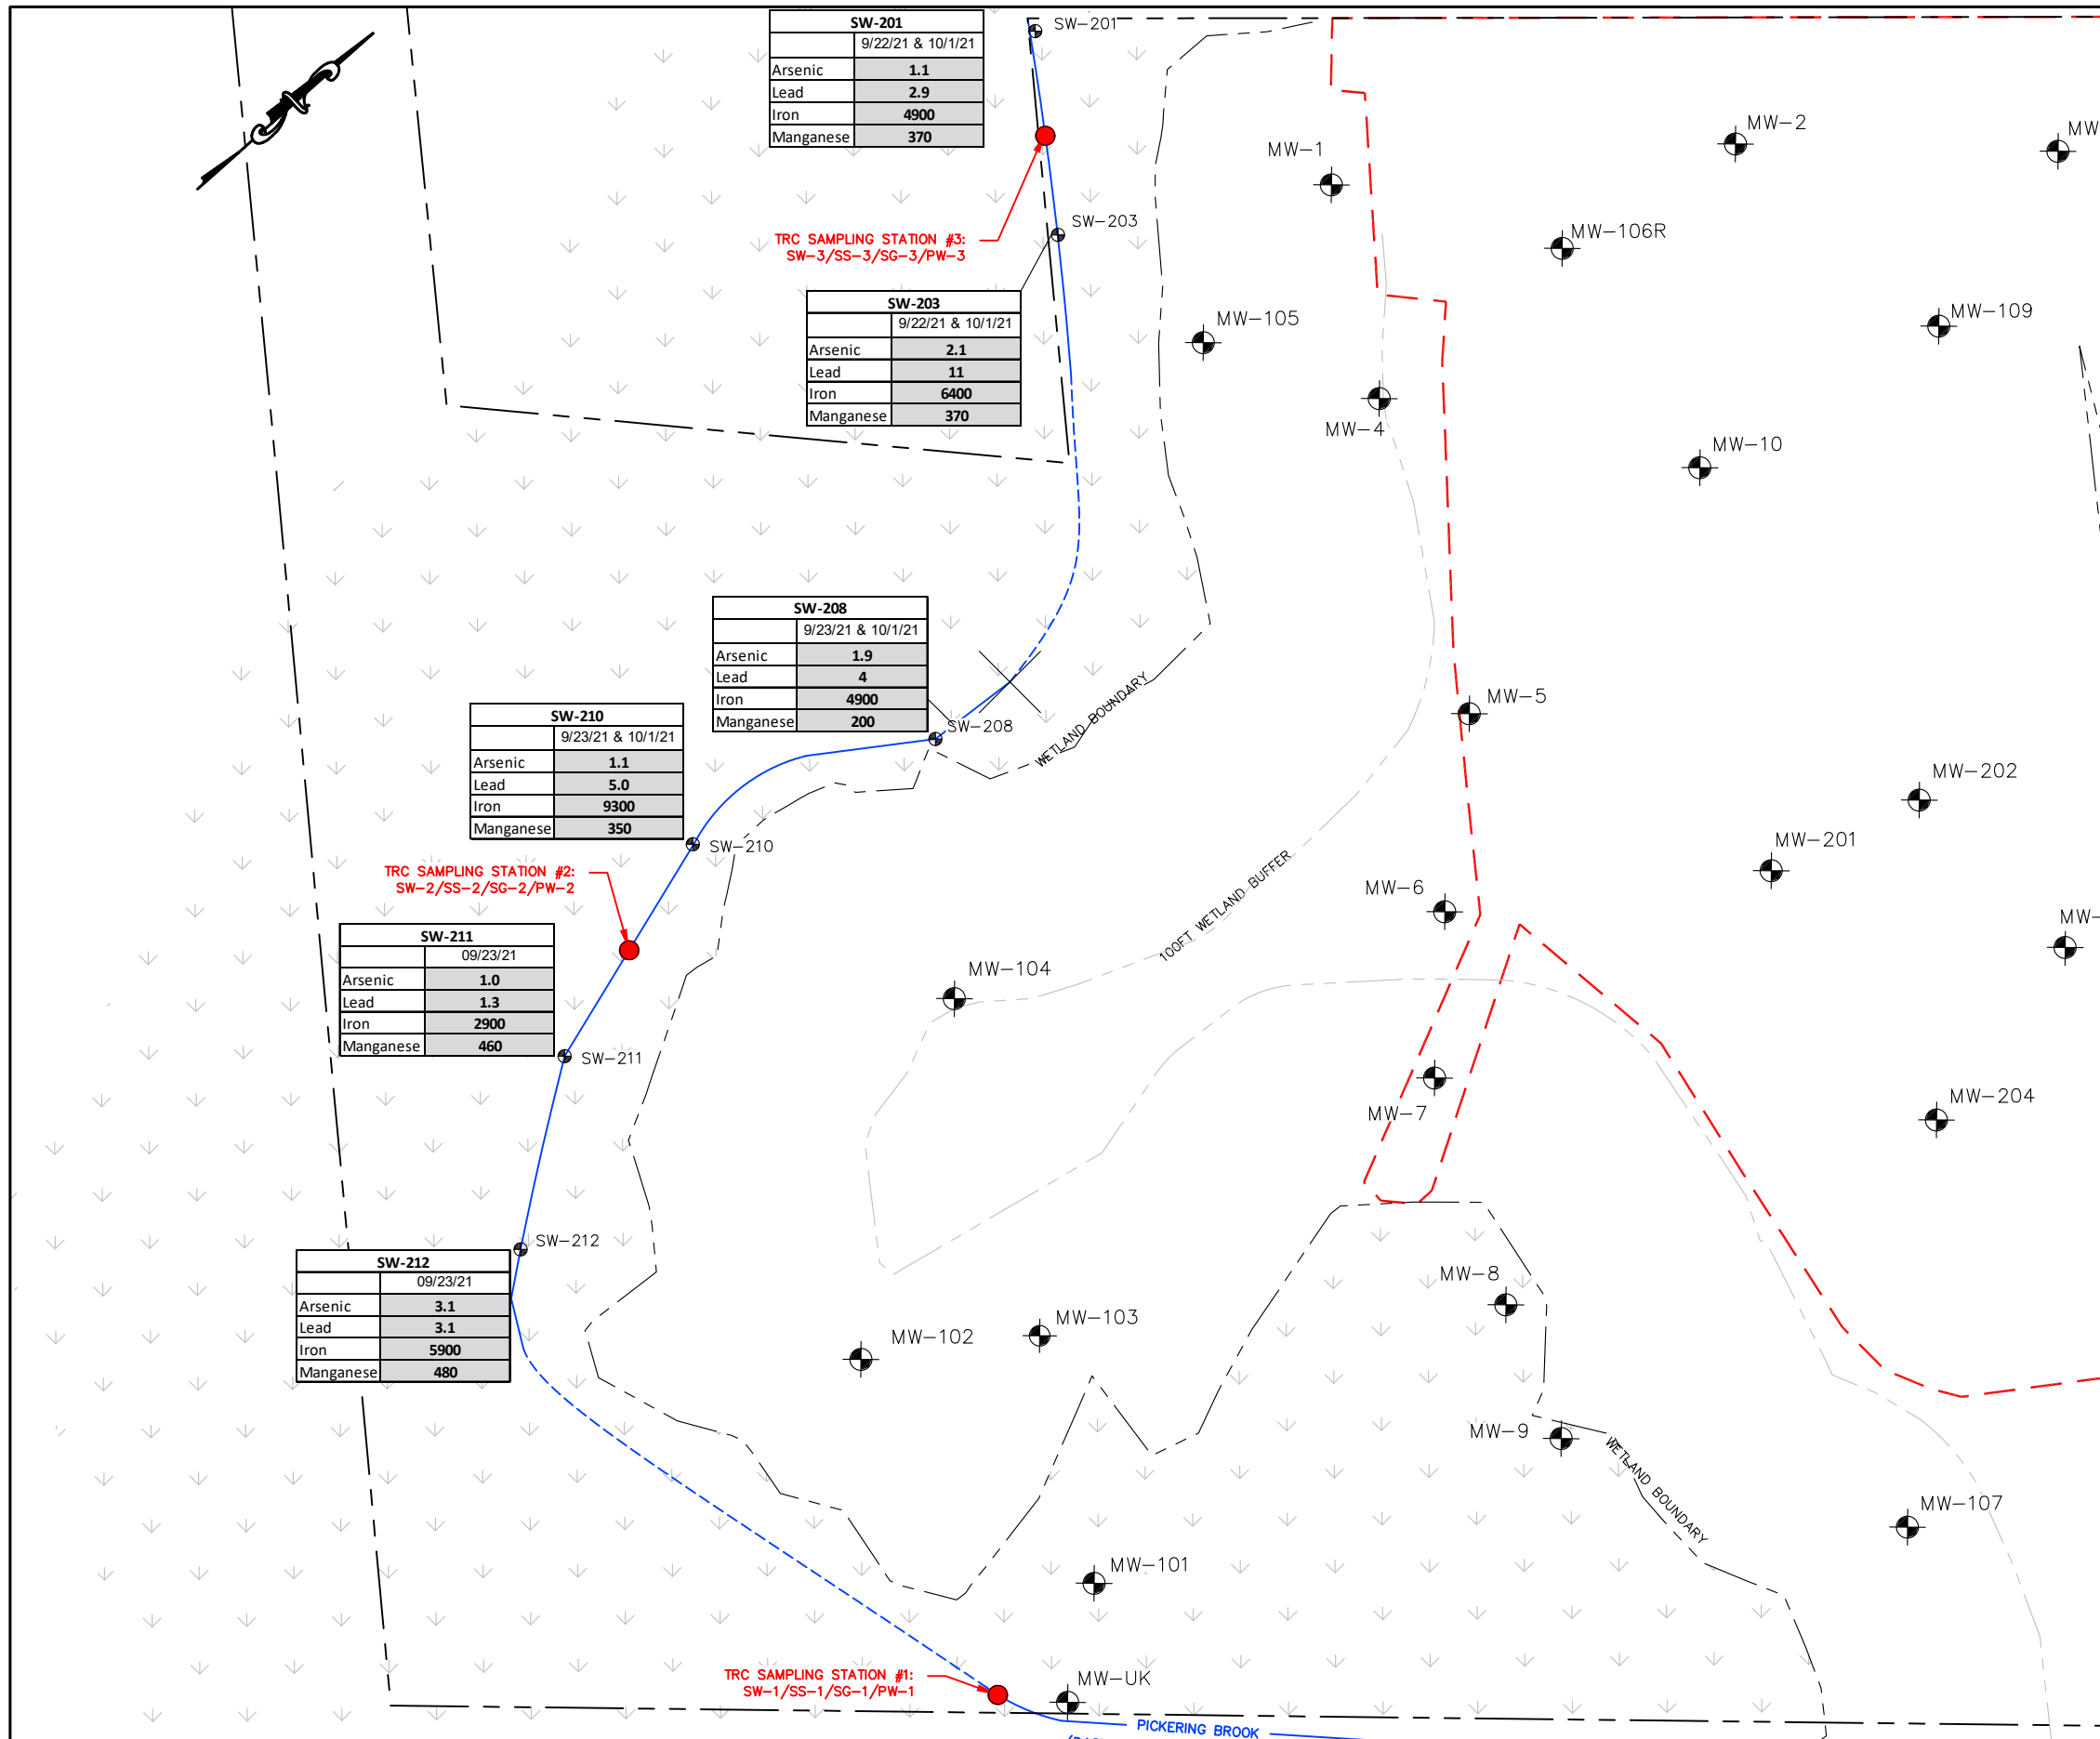 SW-201
9/22/21 & 10/1/21
Arsenic 1.1
Lead 2.9
Iron 4900
Manganese 370
SW-201
MW-2
MW
MW-1
SW-203
MW-106R
TRC SAMPLING STATION #3:
SW-3/SS-3/SG-3/PW-3
SW-203
9/22/21 & 10/1/21
Arsenic 2.1
Lead 11
Iron 6400
Manganese 370
MW-105
MW-109
MW-4
MW-10
SW-208
9/23/21 & 10/1/21
Arsenic 1.9
Lead 4
Iron 4900
Manganese 200
SW-208
WETLAND BOUNDARY
MW-5
SW-210
9/23/21 & 10/1/21
Arsenic 1.1
Lead 5.0
Iron 9300
Manganese 350
SW-210
MW-202
MW-201
TRC SAMPLING STATION #2:
SW-2/SS-2/SG-2/PW-2
100FT WETLAND BUFFER
MW-6
MW-
SW-211
09/23/21
Arsenic 1.0
Lead 1.3
Iron 2900
Manganese 460
SW-211
MW-104
MW-7
MW-204
SW-212
SW-212
09/23/21
Arsenic 3.1
Lead 3.1
Iron 5900
Manganese 480
MW-8
MW-102
MW-103
MW-9
WETLAND BOUNDARY
MW-107
MW-101
TRC SAMPLING STATION #1:
SW-1/SS-1/SG-1/PW-1
MW-UK
PICKERING BROOK